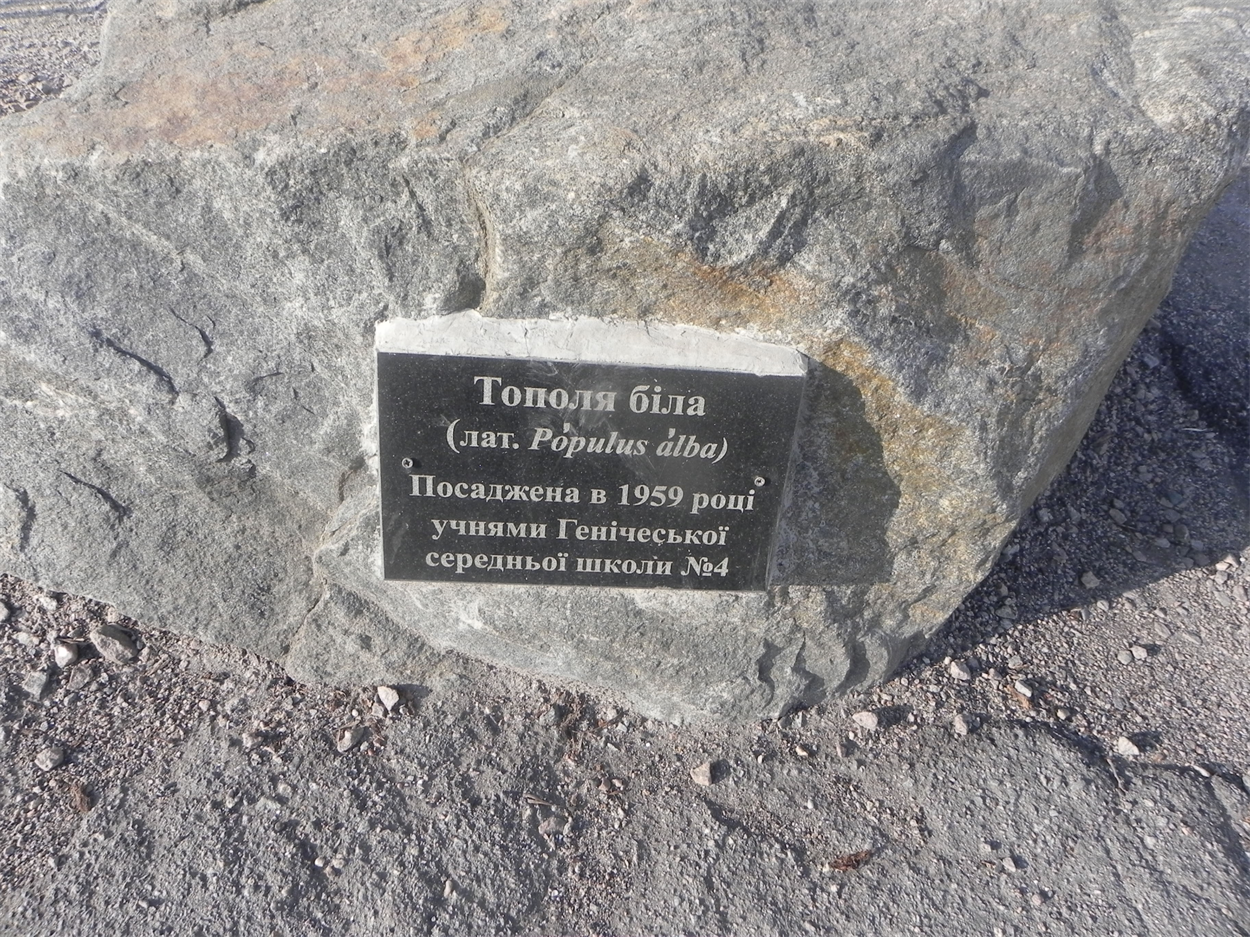 Тополя біла
(лат. Pópulus álba)
Посаджена в 1959 році
учнями Генічеської
середньої школи №4